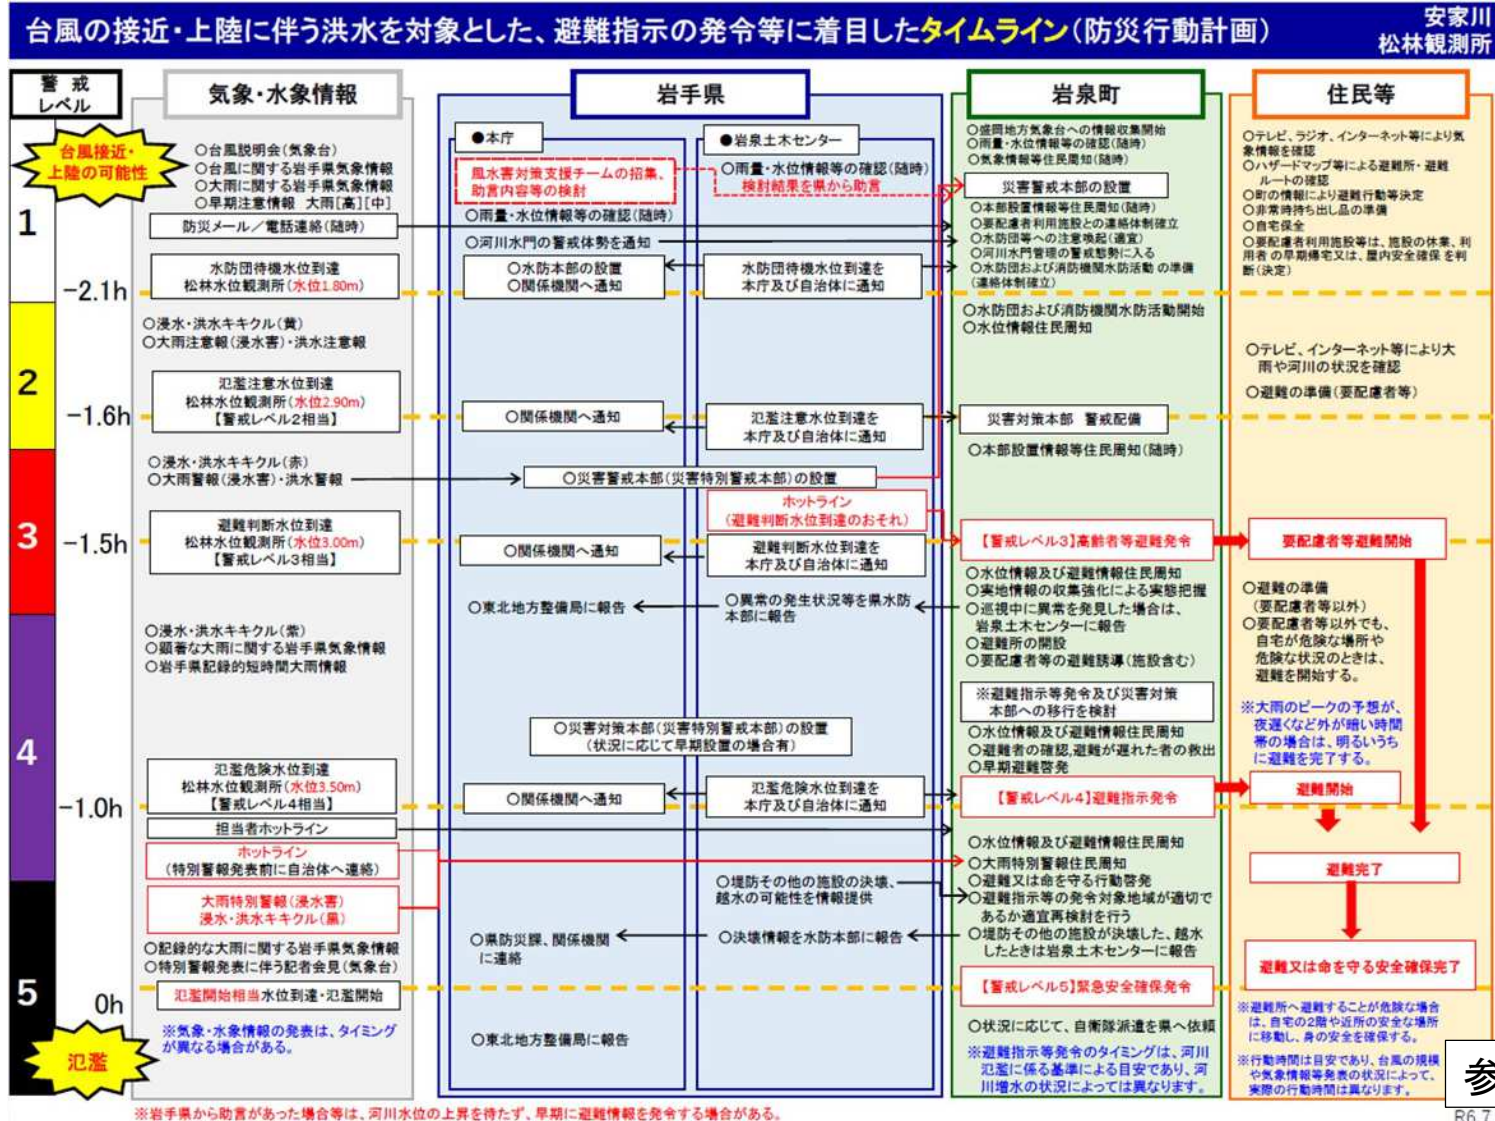 台風の接近・上陸に伴う洪水を対象とした、避難指示の発令等に着目したタイムライン(防災行動計画)
安家川
松林観測所
警戒
レベル
気象・水象情報
岩手県
岩泉町
住民等
台風接近・
上陸の可能性
1
2
3
4
5
-2.1h
-1.6h
-1.5h
-1.0h
0h
氾濫
○台風説明会(気象台)
○台風に関する岩手県気象情報
○大雨に関する岩手県気象情報
○早期注意情報 大雨[高][中]
防災メール/電話連絡(随時)
水防団待機水位到達
松林水位観測所(水位1.80m)
○浸水・洪水キキクル(黄)
○大雨注意報(浸水害)・洪水注意報
氾濫注意水位到達
松林水位観測所(水位2.90m)
【警戒レベル2相当】
○浸水・洪水キキクル(赤)
○大雨警報(浸水害)・洪水警報
避難判断水位到達
松林水位観測所(水位3.00m)
【警戒レベル3相当】
○浸水・洪水キキクル(紫)
○顕著な大雨に関する岩手県気象情報
○岩手県記録的短時間大雨情報
氾濫危険水位到達
松林水位観測所(水位3.50m)
【警戒レベル4相当】
担当者ホットライン
ホットライン
(特別警報発表前に自治体へ連絡)
大雨特別警報(浸水害)
浸水・洪水キキクル(黒)
○記録的な大雨に関する岩手県気象情報
○特別警報発表に伴う記者会見(気象台)
氾濫開始相当水位到達・氾濫開始
※気象・水象情報の発表は、タイミング
が異なる場合がある。
●本庁
風水害対策支援チームの招集、
助言内容等の検討
○雨量・水位情報等の確認(随時)
○河川水門の警戒体勢を通知
○水防本部の設置
○関係機関へ通知
○関係機関へ通知
○災害警戒本部(災害特別警戒本部)の設置
○関係機関へ通知
○東北地方整備局に報告
○災害対策本部(災害特別警戒本部)の設置
(状況に応じて早期設置の場合有)
○関係機関へ通知
○県防災課、関係機関
に連絡
○東北地方整備局に報告
●岩泉土木センター
○雨量・水位情報等の確認(随時)
検討結果を県から助言
水防団待機水位到達を
本庁及び自治体に通知
氾濫注意水位到達を
本庁及び自治体に通知
ホットライン
(避難判断水位到達のおそれ)
避難判断水位到達を
本庁及び自治体に通知
○異常の発生状況等を県水防
本部に報告
氾濫危険水位到達を
本庁及び自治体に通知
○堤防その他の施設の決壊、
越水の可能性を情報提供
○決壊情報を水防本部に報告
○盛岡地方気象台への情報収集開始
○雨量・水位情報等の確認(随時)
○気象情報等住民周知(随時)
災害警戒本部の設置
○本部設置情報等住民周知(随時)
○要配慮者利用施設との連絡体制確立
○水防団等への注意喚起(適宜)
○河川水門管理の警戒態勢に入る
○水防団および消防機関水防活動 の準備
(連絡体制確立)
○水防団および消防機関水防活動開始
○水位情報住民周知
災害対策本部 警戒配備
○本部設置情報等住民周知(随時)
【警戒レベル3】高齢者等避難発令
○水位情報及び避難情報住民周知
○実地情報の収集強化による実態把握
○巡視中に異常を発見した場合は、
岩泉土木センターに報告
○避難所の開設
○要配慮者等の避難誘導(施設含む)
※避難指示等発令及び災害対策
本部への移行を検討
○水位情報及び避難情報住民周知
○避難者の確認,避難が遅れた者の救出
○早期避難啓発
【警戒レベル4】避難指示発令
○水位情報及び避難情報住民周知
○大雨特別警報住民周知
○避難又は命を守る行動啓発
○避難指示等の発令対象地域が適切で
あるか適宜再検討を行う
○堤防その他の施設が決壊した、越水
したときは岩泉土木センターに報告
【警戒レベル5】緊急安全確保発令
○状況に応じて、自衛隊派遣を県へ依頼
※避難指示等発令のタイミングは、河川
氾濫に係る基準による目安であり、河
川増水の状況によっては異なります。
○テレビ、ラジオ、インターネット等により気
象情報を確認
○ハザードマップ等による避難所・避難
ルートの確認
○町の情報により避難行動等決定
○非常時持ち出し品の準備
○自宅保全
○要配慮者利用施設等は、施設の休業、利
用者 の早期帰宅又は、屋内安全確保 を判
断(決定)
○テレビ、インターネット等により大
雨や河川の状況を確認
○避難の準備(要配慮者等)
要配慮者等避難開始
○避難の準備
(要配慮者等以外)
○要配慮者等以外でも、
自宅が危険な場所や
危険な状況のときは、
避難を開始する。
※大雨のピークの予想が、
夜遅くなど外が暗い時間
帯の場合は、明るいうち
に避難を完了する。
避難開始
避難完了
避難又は命を守る安全確保完了
※避難所へ避難することが危険な場合
は、自宅の2階や近所の安全な場所
に移動し、身の安全を確保する。
※行動時間は目安であり、台風の規模
や気象情報等発表の状況によって、
実際の行動時間は異なります。
参
※岩手県から助言があった場合等は、河川水位の上昇を待たず、早期に避難情報を発令する場合がある。
R6.7